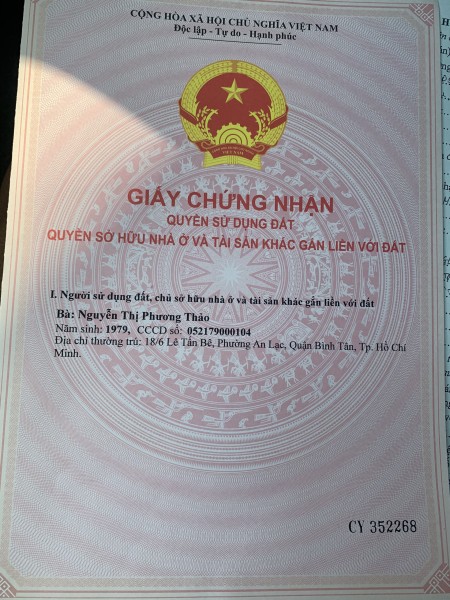 CỘNG HÒA XÃ HỘI CHỦ NGHĨA VIỆT NAM
Độc lập - Tự do - Hạnh phúc
VIỆT NAM
GIẤY CHỨNG NHẬN
QUYỀN SỬ DỤNG ĐẤT
QUYỀN SỞ HỮU NHÀ Ở VÀ TÀI SẢN KHÁC GẮN LIỀN VỚI ĐẤT
I. Người sử dụng đất, chủ sở hữu nhà ở và tài sản khác gắn liền với đất
Bà: Nguyễn Thị Phương Thảo
Năm sinh: 1979, CCCD số: 052179000104
Địa chỉ thường trú: 18/6 Lê Tấn Bê, Phường An Lạc, Quận Bình Tân, Tp. Hồ Chí
Minh.
CY 352268